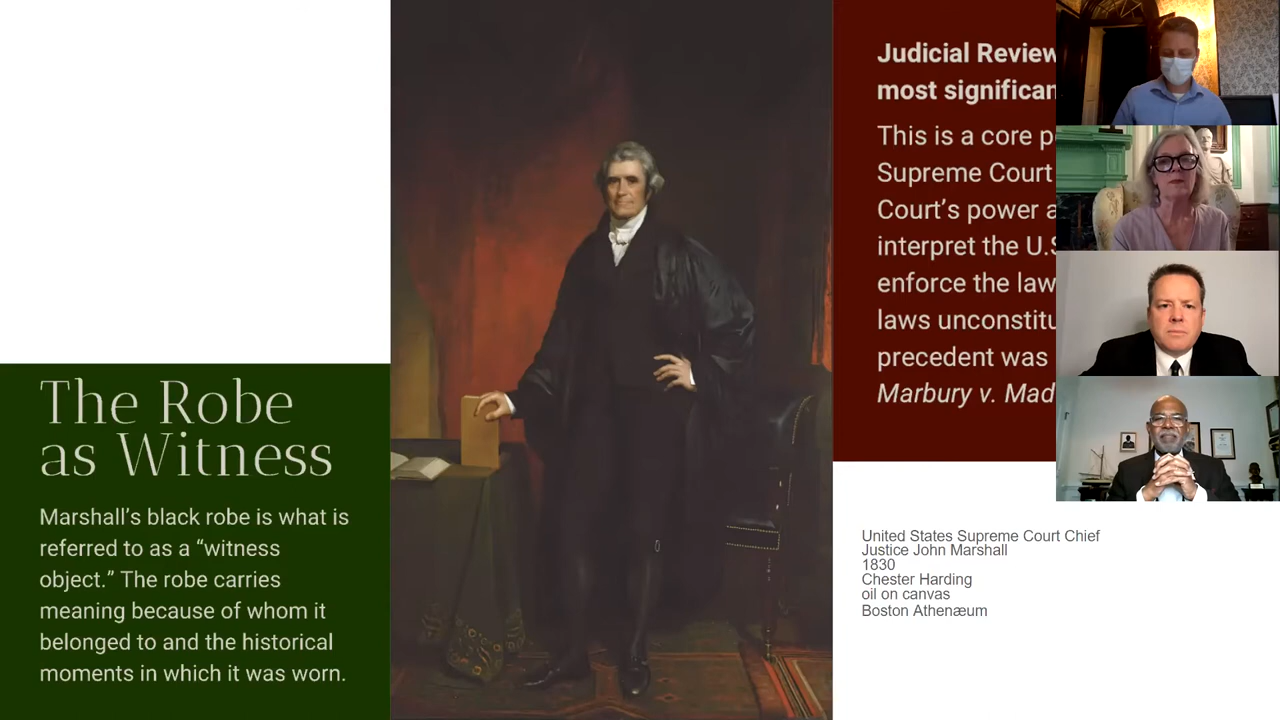 The Robe
as Witness
Marshall's black robe is what is
referred to as a “witness
object.” The robe carries
meaning because of whom it
belonged to and the historical
moments in which it was worn.
Judicial Review
most significan
This is a core p
Supreme Court
Court's power a
interpret the U.S
enforce the law
laws unconstitu
precedent was
Marbury v. Mad
United States Supreme Court Chief
Justice John Marshall
1830
Chester Harding
oil on canvas
Boston Athenæum